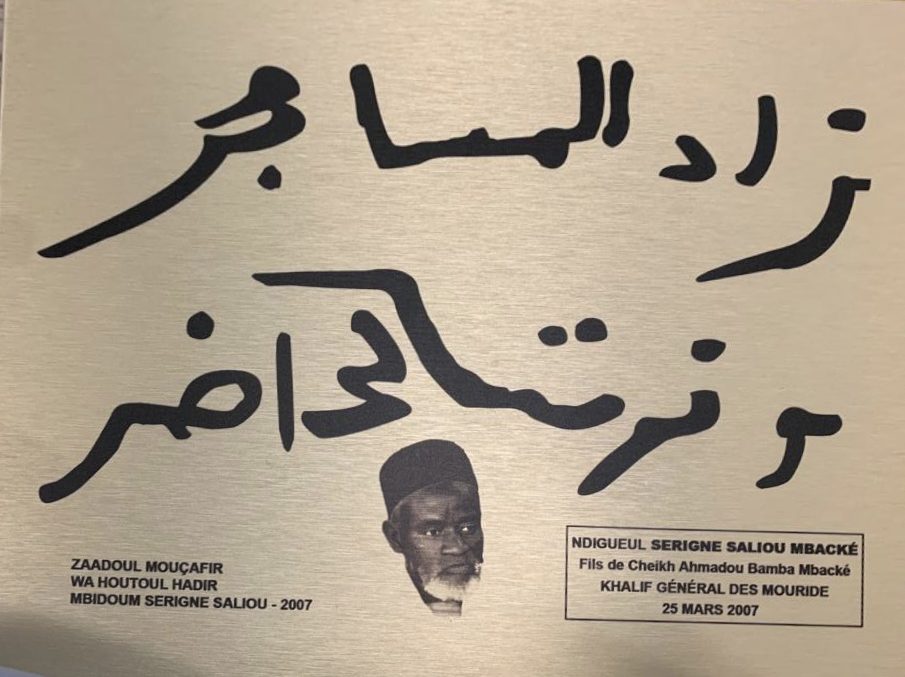 زاد المسافر
وقوت الحاضر
ZAADOUL MOUÇAFIR
WA HOUTOUL HADIR
MBIDOUM SERIGNE SALIOU - 2007
NDIGUEUL SERIGNE SALIOU MBACKÉ
Fils de Cheikh Ahmadou Bamba Mbacké
KHALIF GÉNÉRAL DES MOURIDE
25 MARS 2007